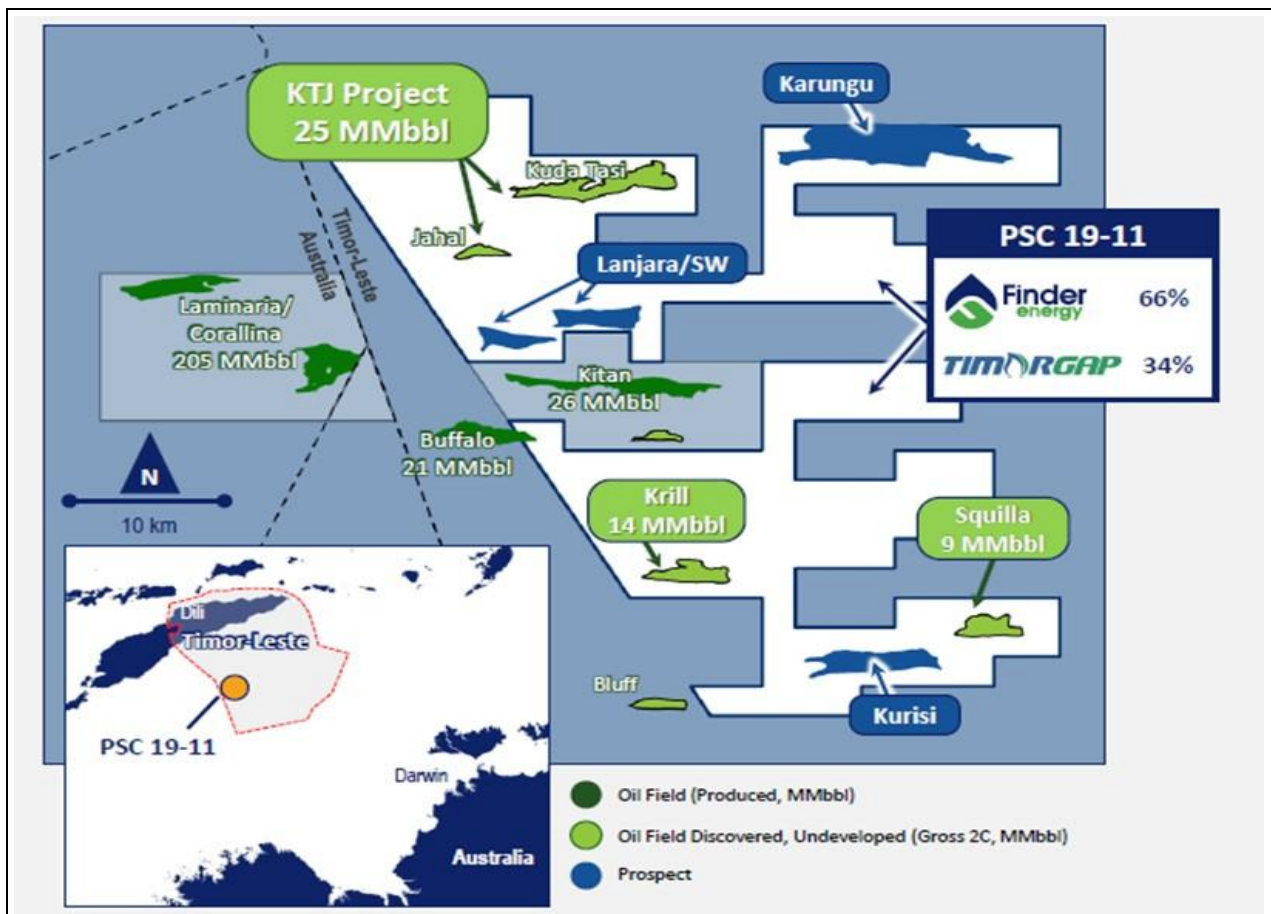 KTJ Project
25 MMbbl
Karungu
Kuda Tasi
Jahal
Timor-Leste
Australia
Lanjara/SW
PSC 19-11
Finder
energy
66%
TIMORGAP
34%
Laminaria/
Corallina
205 MMbbl
Kitan
26 MMbbl
Buffalo
21 MMbbl
N
10 km
Krill
14 MMbbl
Squilla
9 MMbbl
Bluff
Kurisi
Dili
Timor-Leste
PSC 19-11
Darwin
Australia
Oil Field (Produced, MMbbl)
Oil Field Discovered, Undeveloped (Gross 2C, MMbbl)
Prospect